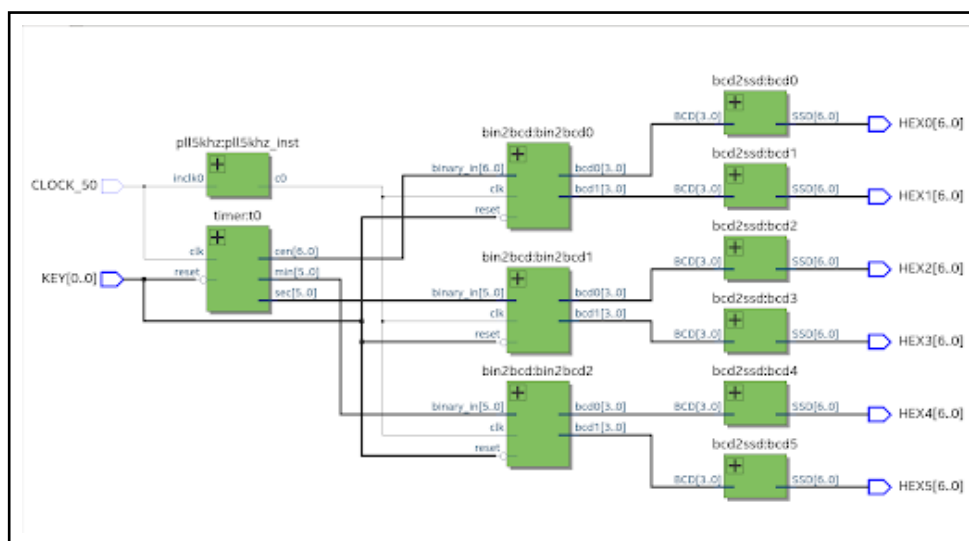 bcd2ssd:bcd0
BCD[3..0] SSD[6..0]
HEX0[6..0]
bin2bcd:bin2bcd0
pll5khz:pll5khz_inst
bcd2ssd:bcd1
binary_in[6..0] bcd0[3..0]
CLOCK_50
inclk0 c0
clk bcd1[3..0]
BCD[3..0] SSD[6..0]
HEX1[6..0]
reset
timer:t0
bcd2ssd:bcd2
clk cen[6..0]
bin2bcd:bin2bcd1
BCD[3..0] SSD[6..0]
HEX2[6..0]
KEY[0..0]
reset min[5..0]
sec[5..0]
binary_in[5..0] bcd0[3..0]
bcd2ssd:bcd3
clk bcd1[3..0]
reset
BCD[3..0] SSD[6..0]
HEX3[6..0]
bin2bcd:bin2bcd2
bcd2ssd:bcd4
binary_in[5..0] bcd0[3..0]
BCD[3..0] SSD[6..0]
HEX4[6..0]
clk bcd1[3..0]
reset
bcd2ssd:bcd5
BCD[3..0] SSD[6..0]
HEX5[6..0]